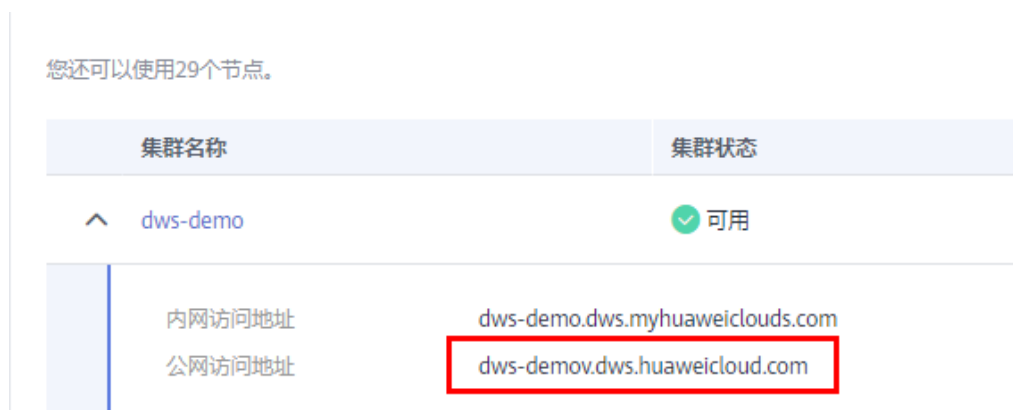 您还可以使用29个节点。
集群名称 集群状态
dws-demo 可用
内网访问地址 dws-demo.dws.myhuaweiclouds.com
公网访问地址 dws-demov.dws.huaweicloud.com